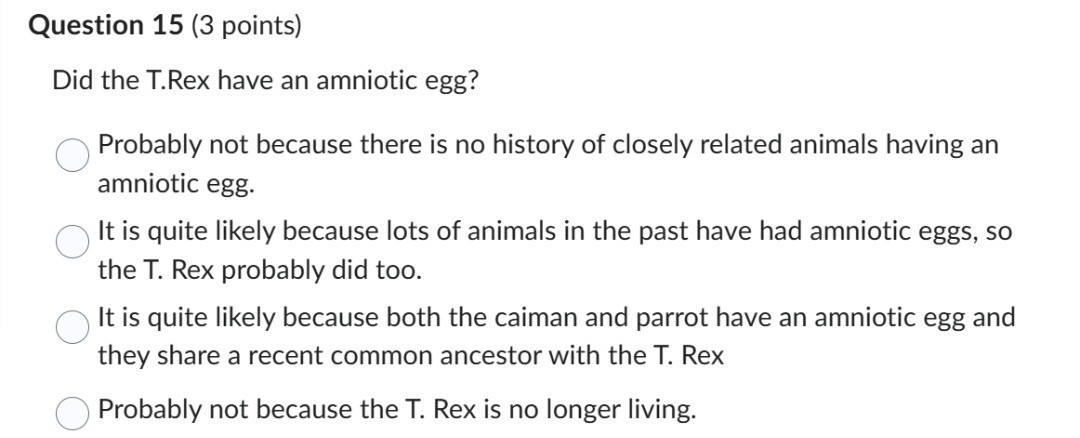 Question 15 (3 points)
Did the T.Rex have an amniotic egg?
Probably not because there is no history of closely related animals having an
amniotic egg.
It is quite likely because lots of animals in the past have had amniotic eggs, so
the T. Rex probably did too.
It is quite likely because both the caiman and parrot have an amniotic egg and
they share a recent common ancestor with the T. Rex
Probably not because the T. Rex is no longer living.